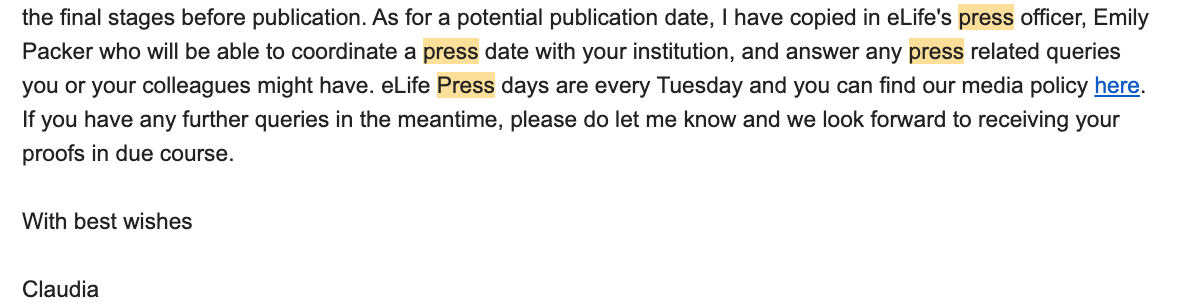 the final stages before publication. As for a potential publication date, I have copied in eLife's press officer, Emily
Packer who will be able to coordinate a press date with your institution, and answer any press related queries
you or your colleagues might have. eLife Press days are every Tuesday and you can find our media policy here.
If you have any further queries in the meantime, please do let me know and we look forward to receiving your
proofs in due course.
With best wishes
Claudia